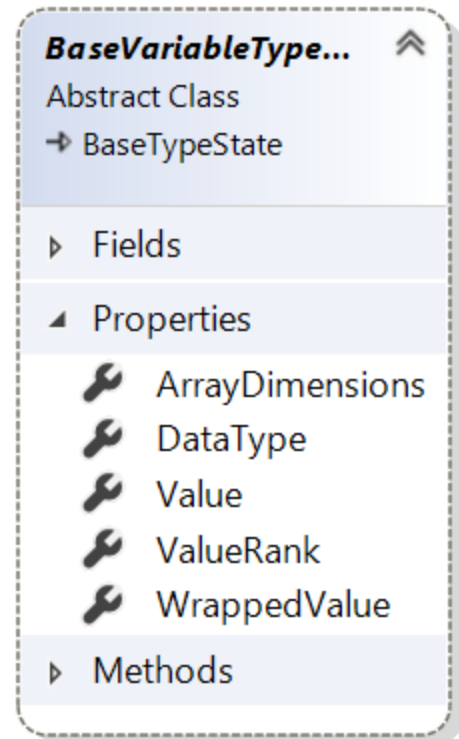 BaseVariableType...
Abstract Class
BaseTypeState
Fields
Properties
ArrayDimensions
DataType
Value
ValueRank
WrappedValue
Methods